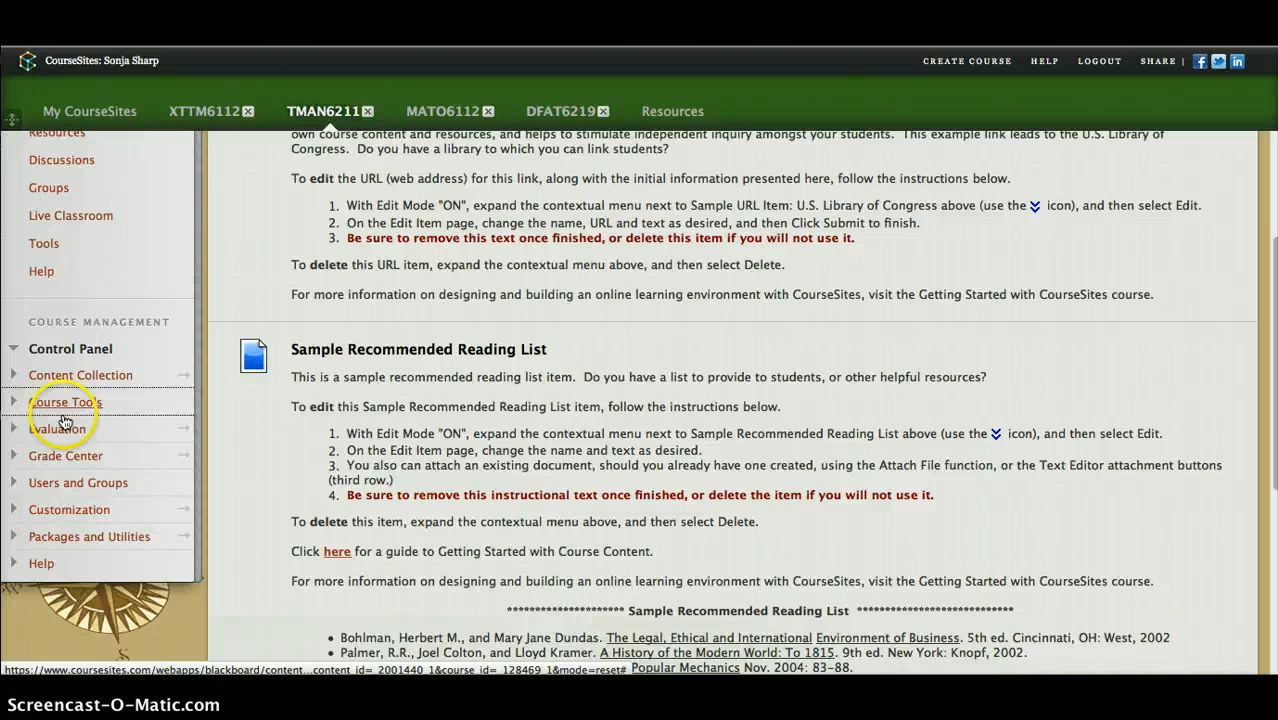 CourseSites: Sonja Sharp
CREATE COURSE HELP LOGOUT SHARE |
My CourseSites XTTM6112 TMAN6211 MATO6112 DFAT6219 Resources
Resources
Discussions
Groups
Live Classroom
Tools
Help
COURSE MANAGEMENT
Control Panel
Content Collection
Course Tools
Evaluation
Grade Center
Users and Groups
Customization
Packages and Utilities
Help
own course content and resources, and helps to stimulate independent inquiry amongst your students. This example link leads to the U.S. Library of
Congress. Do you have a library to which you can link students?
To edit the URL (web address) for this link, along with the initial information presented here, follow the instructions below.
1. With Edit Mode "ON", expand the contextual menu next to Sample URL Item: U.S. Library of Congress above (use the icon), and then select Edit.
2. On the Edit Item page, change the name, URL and text as desired, and then Click Submit to finish.
3. Be sure to remove this text once finished, or delete this item if you will not use it.
To delete this URL item, expand the contextual menu above, and then select Delete.
For more information on designing and building an online learning environment with CourseSites, visit the Getting Started with CourseSites course.
Sample Recommended Reading List
This is a sample recommended reading list item. Do you have a list to provide to students, or other helpful resources?
To edit this Sample Recommended Reading List item, follow the instructions below.
1. With Edit Mode "ON", expand the contextual menu next to Sample Recommended Reading List above (use the icon), and then select Edit.
2. On the Edit Item page, change the name and text as desired.
3. You also can attach an existing document, should you already have one created, using the Attach File function, or the Text Editor attachment buttons
(third row.)
4. Be sure to remove this instructional text once finished, or delete the item if you will not use it.
To delete this item, expand the contextual menu above, and then select Delete.
Click here for a guide to Getting Started with Course Content.
For more information on designing and building an online learning environment with CourseSites, visit the Getting Started with CourseSites course.
********************* Sample Recommended Reading List ****************************
• Bohlman, Herbert M., and Mary Jane Dundas. The Legal, Ethical and International Environment of Business. 5th ed. Cincinnati, OH: West, 2002
• Palmer, R.R., Joel Colton, and Lloyd Kramer. A History of the Modern World: To 1815. 9th ed. New York: Knopf, 2002.
Popular Mechanics Nov. 2004: 83-88.
https://www.coursesites.com/webapps/blackboard/content...content_id=_2001440_1&course_id=_128469_1&mode=reset#
Screencast-O-Matic.com